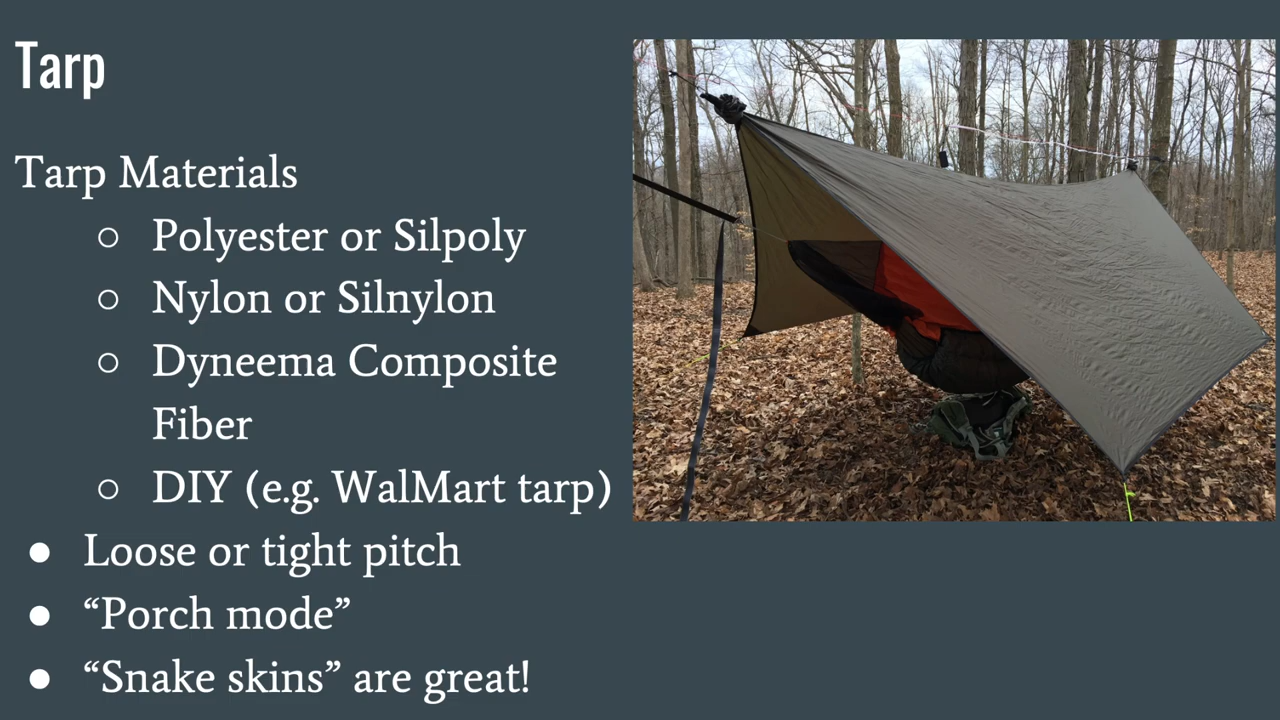 Tarp
Tarp Materials
○ Polyester or Silpoly
○ Nylon or Silnylon
○ Dyneema Composite
Fiber
○ DIY (e.g. WalMart tarp)
● Loose or tight pitch
● “Porch mode”
● “Snake skins” are great!